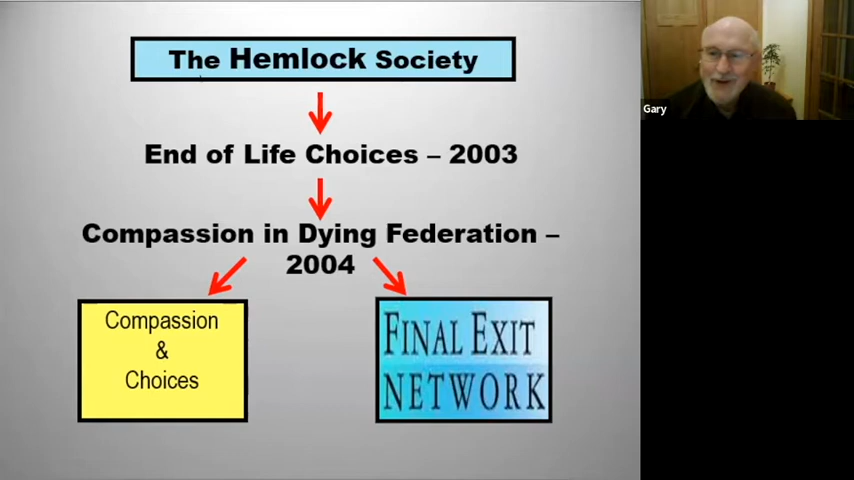 The Hemlock Society
Gary
End of Life Choices – 2003
Compassion in Dying Federation –
2004
Compassion
&
Choices
FINAL EXIT
NETWORK